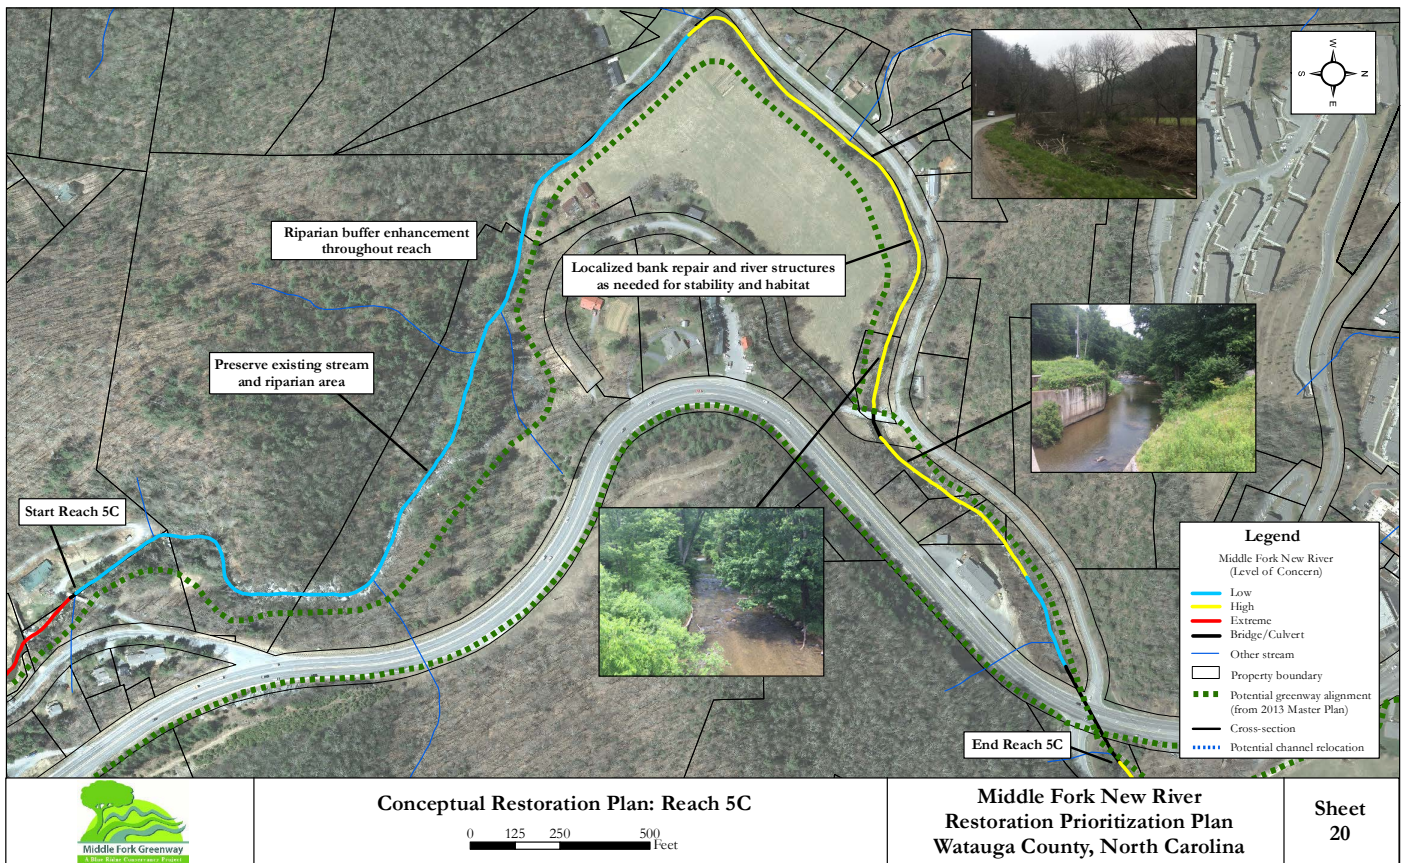 W
S
N
E
Riparian buffer enhancement
throughout reach
Localized bank repair and river structures
as needed for stability and habitat
Preserve existing stream
and riparian area
Start Reach 5C
End Reach 5C
Legend
Middle Fork New River
(Level of Concern)
Low
High
Extreme
Bridge/Culvert
Other stream
Property boundary
Potential greenway alignment
(from 2013 Master Plan)
Cross-section
Potential channel relocation
Middle Fork Greenway
A Blue Ridge Conservancy Project
Conceptual Restoration Plan: Reach 5C
0 125 250 500
Feet
Middle Fork New River
Restoration Prioritization Plan
Watauga County, North Carolina
Sheet
20